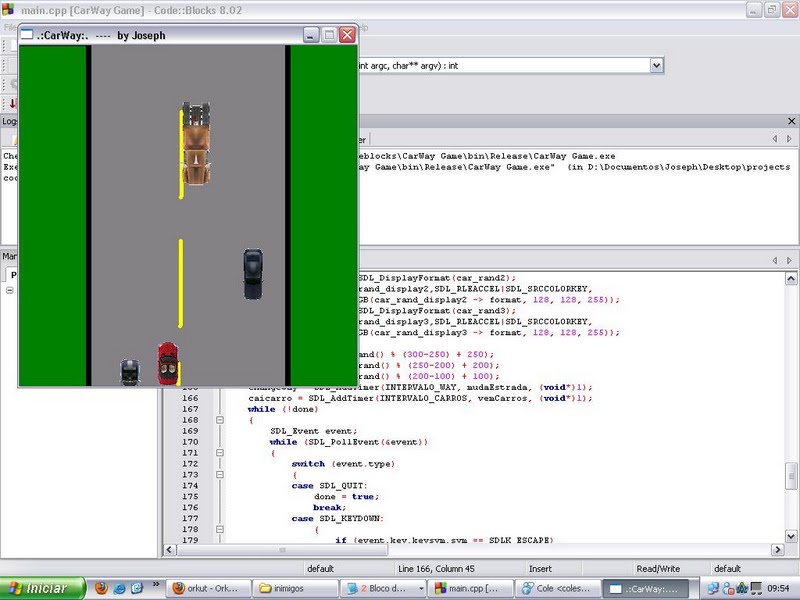 main.cpp [CarWay Game] - Code::Blocks 8.02
.:CarWay:. ---- by Joseph
int argc, char** argv) : int
Log
er
Che
eblocks\CarWay Game\bin\Release\CarWay Game.exe
Exe
ay Game\bin\Release\CarWay Game.exe" (in D:\Documentos\Joseph\Desktop\projects
coo
Mar
P
SDL_DisplayFormat(car_rand2);
rand_display2,SDL_RLEACCEL|SDL_SRCCOLORKEY,
GB(car_rand_display2 -> format, 128, 128, 255));
SDL_DisplayFormat(car_rand3);
rand_display3,SDL_RLEACCEL|SDL_SRCCOLORKEY,
GB(car_rand_display3 -> format, 128, 128, 255));
and() % (300-250) + 250);
and() % (250-200) + 200);
and() % (200-100) + 100);
SDL_AddTimer(INTERVALO_WAY, mudaEstrada, (void*)1);
166 caicarro = SDL_AddTimer(INTERVALO_CARROS, vemCarros, (void*)1);
167 while (!done)
168 {
169 SDL_Event event;
170 while (SDL_PollEvent(&event))
171 {
172 switch (event.type)
173 {
174 case SDL_QUIT:
175 done = true;
176 break;
177 case SDL_KEYDOWN:
178 {
179 if (event.key.keysym.sym == SDLK_ESCAPE)
default Line 166, Column 45 Insert Read/Write default
Iniciar orkut - Ork... inimigos 2 Bloco d... main.cpp [... Cole <coles... .:CarWay:.... 09:54